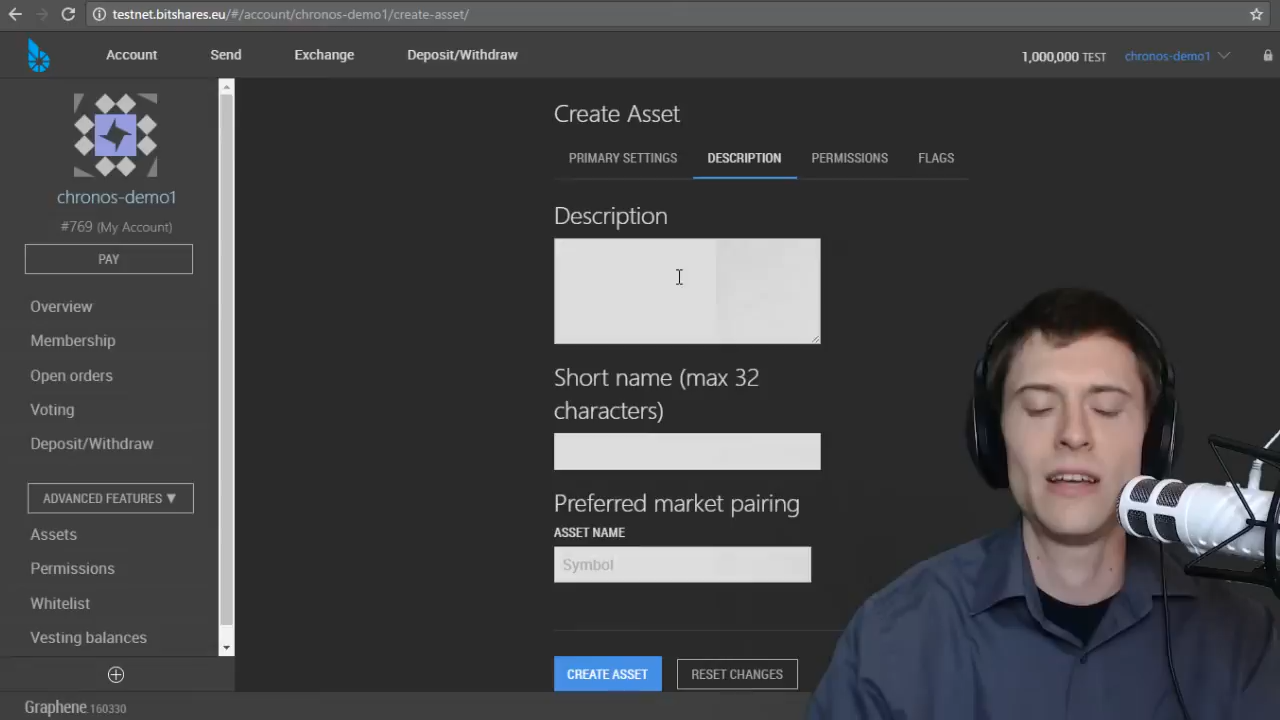 testnet.bitshares.eu/#/account/chronos-demo1/create-asset/
Account
Send
Exchange
Deposit/Withdraw
1,000,000 TEST
chronos-demo1
chronos-demo1
#769 (My Account)
PAY
Overview
Membership
Open orders
Voting
Deposit/Withdraw
ADVANCED FEATURES ▼
Assets
Permissions
Whitelist
Vesting balances
Graphene.160330
Create Asset
PRIMARY SETTINGS
DESCRIPTION
PERMISSIONS
FLAGS
Description
Short name (max 32
characters)
Preferred market pairing
ASSET NAME
Symbol
CREATE ASSET
RESET CHANGES